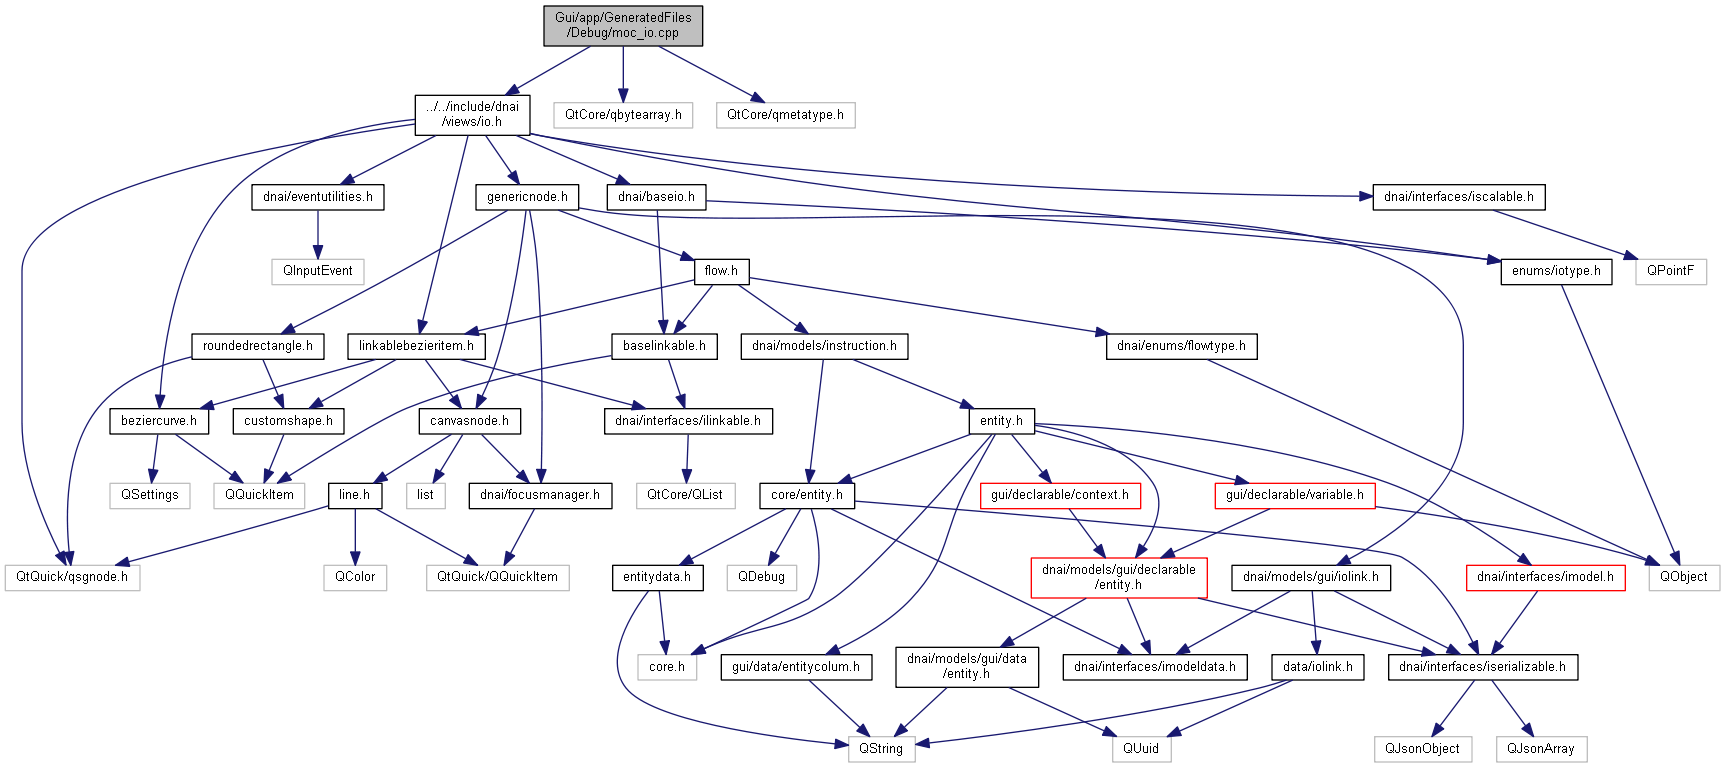 Gui/app/GeneratedFiles
/Debug/moc_io.cpp
../../include/dnai
/views/io.h
QtCore/qbytearray.h
QtCore/qmetatype.h
dnai/eventutilities.h
genericnode.h
dnai/baseio.h
dnai/interfaces/iscalable.h
QInputEvent
flow.h
enums/iotype.h
QPointF
roundedrectangle.h
linkablebezieritem.h
baselinkable.h
dnai/models/instruction.h
dnai/enums/flowtype.h
beziercurve.h
customshape.h
canvasnode.h
dnai/interfaces/ilinkable.h
entity.h
QSettings
QQuickItem
line.h
list
dnai/focusmanager.h
QtCore/QList
core/entity.h
gui/declarable/context.h
gui/declarable/variable.h
QtQuick/qsgnode.h
QColor
QtQuick/QQuickItem
entitydata.h
QDebug
dnai/models/gui/declarable
/entity.h
dnai/models/gui/iolink.h
dnai/interfaces/imodel.h
QObject
core.h
gui/data/entitycolum.h
dnai/models/gui/data
/entity.h
dnai/interfaces/imodeldata.h
data/iolink.h
dnai/interfaces/iserializable.h
QString
QUuid
QJsonObject
QJsonArray